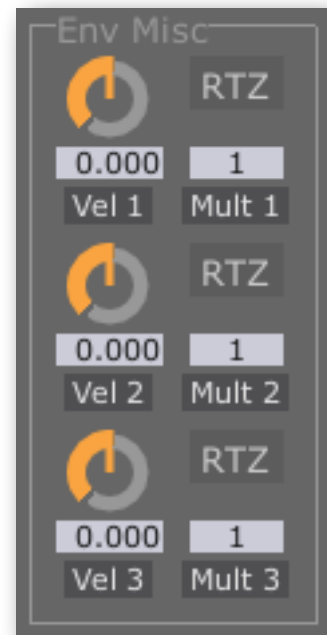 Env Misc
RTZ
0.000 1
Vel 1 Mult 1
RTZ
0.000 1
Vel 2 Mult 2
RTZ
0.000 1
Vel 3 Mult 3